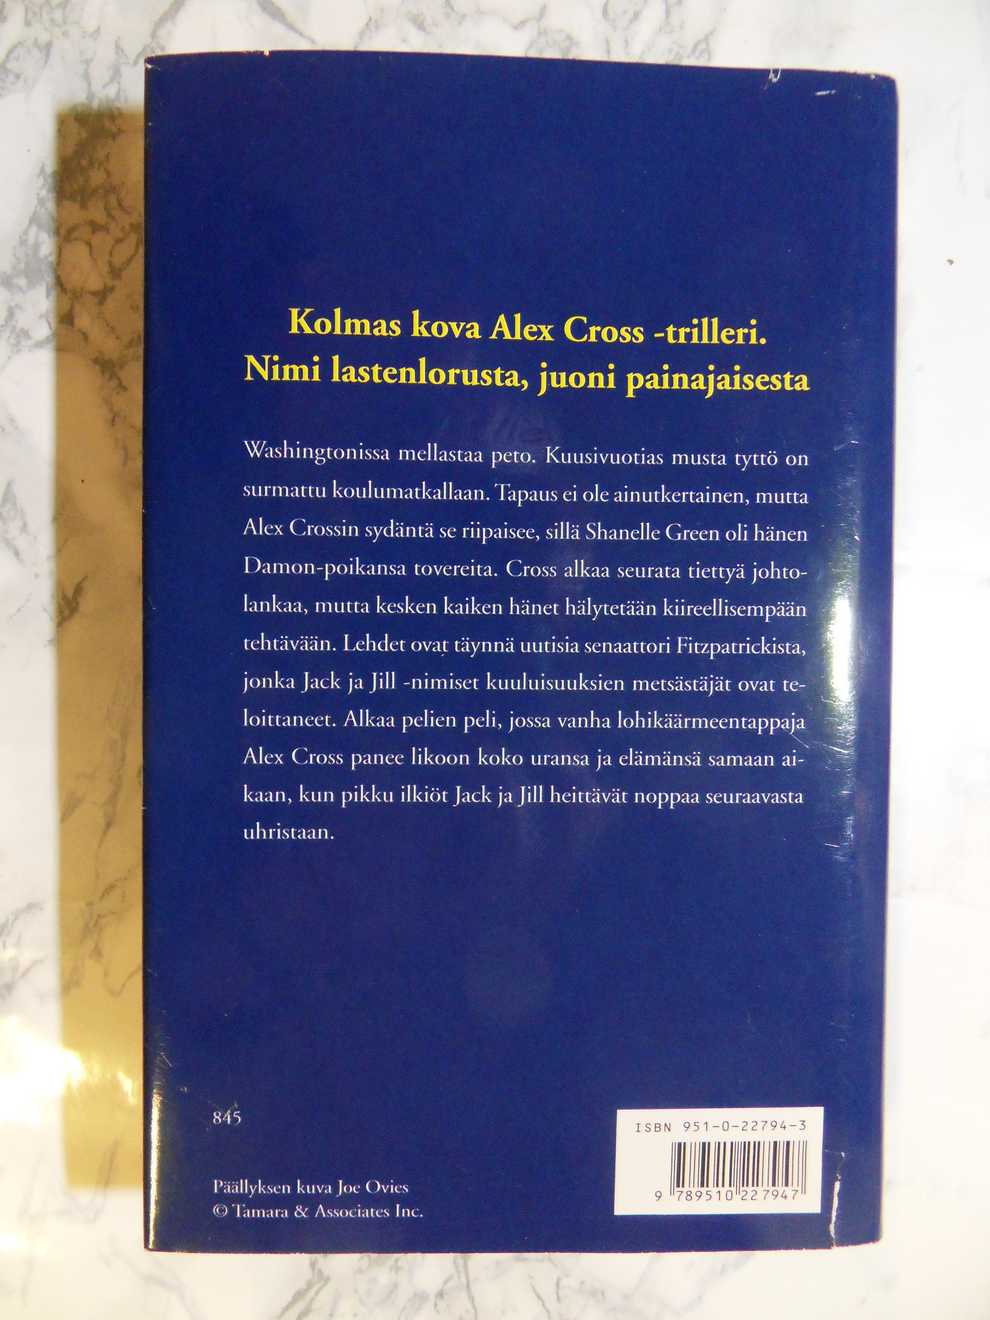 Kolmas kova Alex Cross -trilleri.
Nimi lastenlorusta, juoni painajaisesta
Washingtonissa mellastaa peto. Kuusivuotias musta tyttö on
surmattu koulumatkallaan. Tapaus ei ole ainutkertainen, mutta
Alex Crossin sydäntä se riipaisee, sillä Shanelle Green oli hänen
Damon-poikansa tovereita. Cross alkaa seurata tiettyä johto-
lankaa, mutta kesken kaiken hänet hälytetään kiireellisempään
tehtävään. Lehdet ovat täynnä uutisia senaattori Fitzpatrickista,
jonka Jack ja Jill -nimiset kuuluisuuksien metsästäjät ovat te-
loittaneet. Alkaa pelien peli, jossa vanha lohikäärmeentappaja
Alex Cross panee likoon koko uransa ja elämänsä samaan ai-
kaan, kun pikku ilkiöt Jack ja Jill heittävät noppaa seuraavasta
uhristaan.
845
Päällyksen kuva Joe Ovies
© Tamara & Associates Inc.
ISBN 951-0-22794-3
9 789510 227947